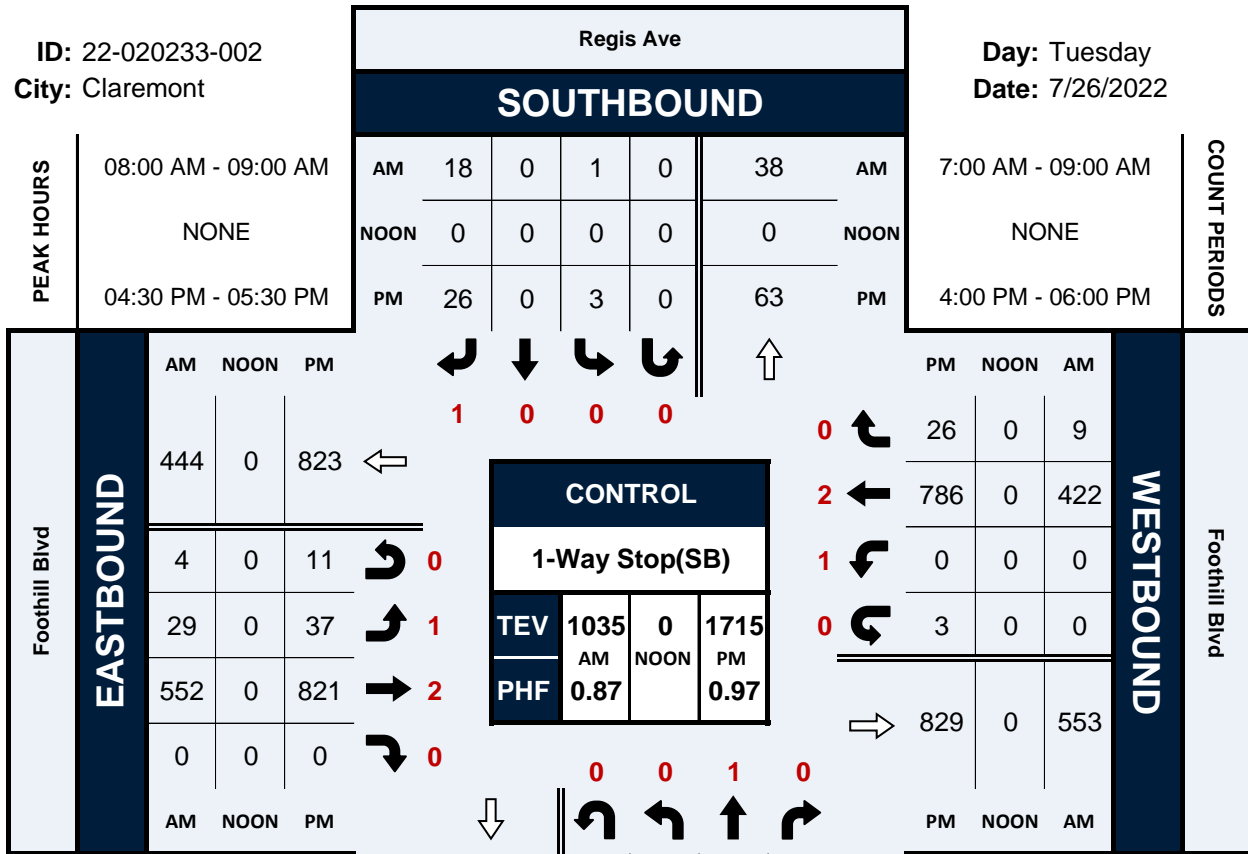 Regis Ave
ID: 22-020233-002
Day: Tuesday
City: Claremont
Date: 7/26/2022
SOUTHBOUND
PEAK HOURS
08:00 AM - 09:00 AM
AM 18 0 1 0 38 AM
7:00 AM - 09:00 AM
COUNT PERIODS
NONE
NOON 0 0 0 0 0 NOON
NONE
04:30 PM - 05:30 PM
PM 26 0 3 0 63 PM
4:00 PM - 06:00 PM
AM NOON PM
PM NOON AM
1 0 0 0
0 26 0 9
444 0 823
2 786 0 422
4 0 11 0
1 0 0 0
29 0 37 1
0 3 0 0
552 0 821 2
829 0 553
0 0 0 0
0 0 1 0
AM NOON PM
PM NOON AM
Foothill Blvd
EASTBOUND
CONTROL
1-Way Stop(SB)
TEV 1035 0 1715
AM NOON PM
PHF 0.87 0.97
WESTBOUND
Foothill Blvd